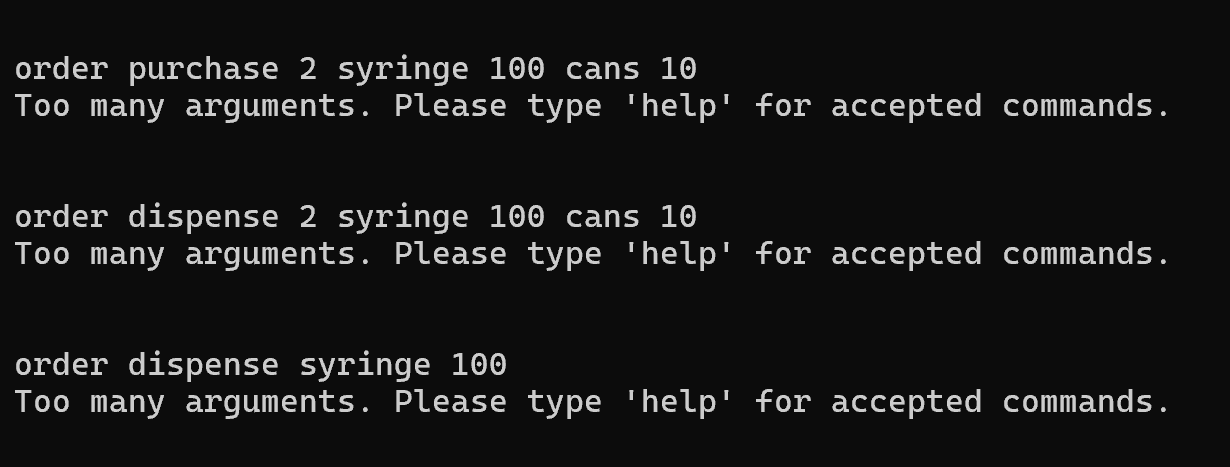 order purchase 2 syringe 100 cans 10
Too many arguments. Please type 'help' for accepted commands.
order dispense 2 syringe 100 cans 10
Too many arguments. Please type 'help' for accepted commands.
order dispense syringe 100
Too many arguments. Please type 'help' for accepted commands.